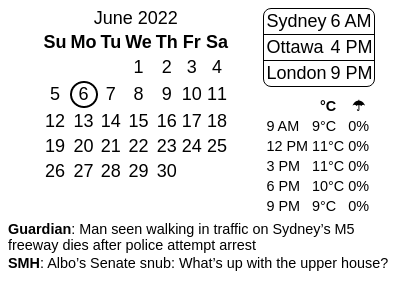 June 2022
Su Mo Tu We Th Fr Sa
1 2 3 4
5 6 7 8 9 10 11
12 13 14 15 16 17 18
19 20 21 22 23 24 25
26 27 28 29 30
Sydney 6 AM
Ottawa 4 PM
London 9 PM
°C ☂
9 AM 9°C 0%
12 PM 11°C 0%
3 PM 11°C 0%
6 PM 10°C 0%
9 PM 9°C 0%
Guardian: Man seen walking in traffic on Sydney’s M5
freeway dies after police attempt arrest
SMH: Albo’s Senate snub: What’s up with the upper house?